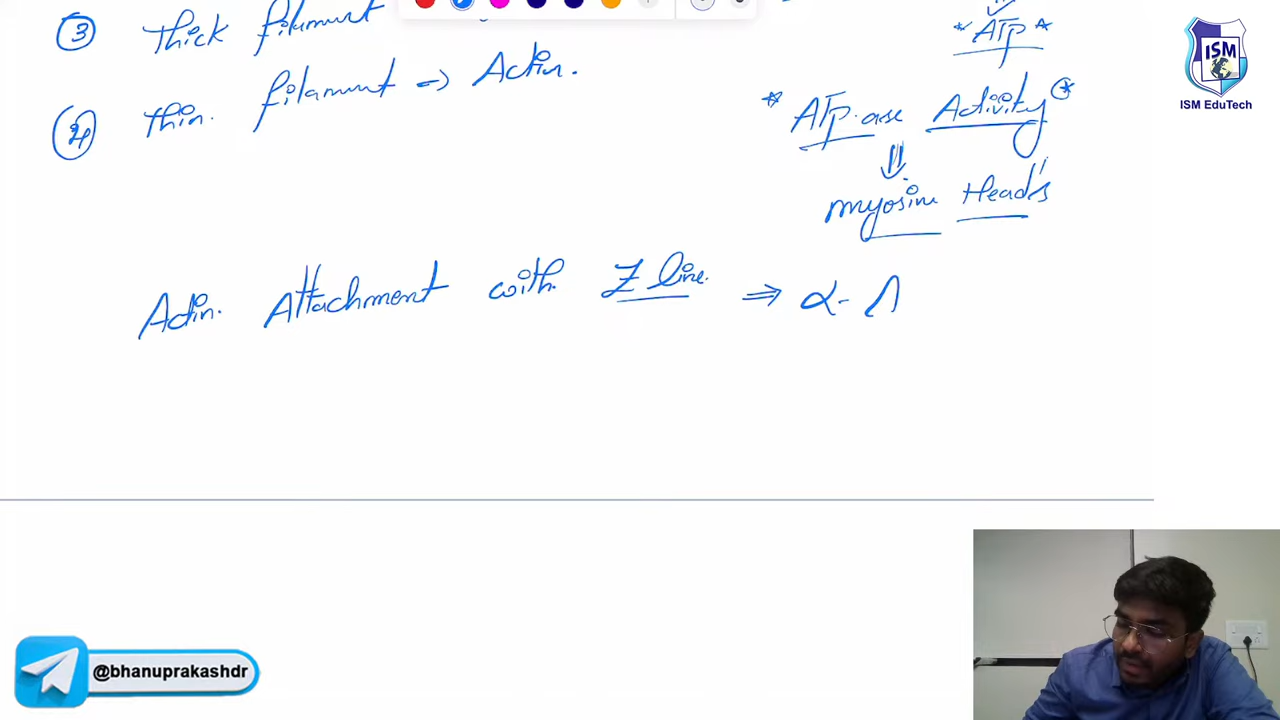 ③ Thick filament
ATP
④ Thin. filament → Actin.
ATP.ase Activity
⇓
myosine Heads
Actin. Attachment with Z line. ⇒ α- A
ISM
ISM EduTech
@bhanuprakashdr